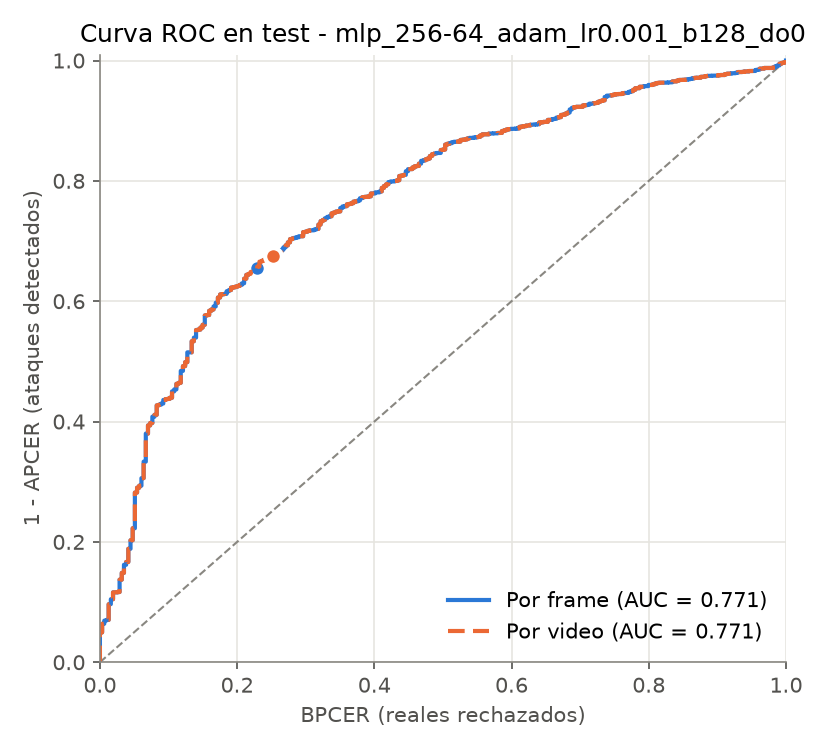 Curva ROC en test - mlp_256-64_adam_lr0.001_b128_do0
1.0
0.8
0.6
0.4
0.2
0.0
1 - APCER (ataques detectados)
Por frame (AUC = 0.771)
Por video (AUC = 0.771)
0.0 0.2 0.4 0.6 0.8 1.0
BPCER (reales rechazados)